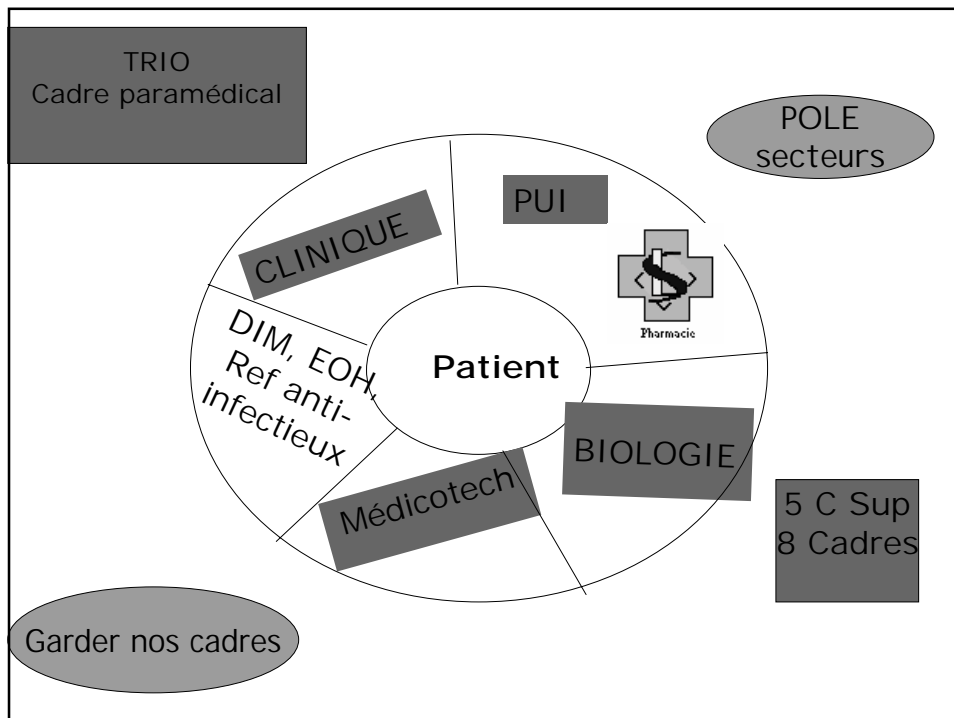 TRIO
Cadre paramédical
POLE
secteurs
PUI
CLINIQUE
Pharmacie
DIM, EOH,
Ref anti-
infectieux
Patient
BIOLOGIE
Médicotech
5 C Sup
8 Cadres
Garder nos cadres